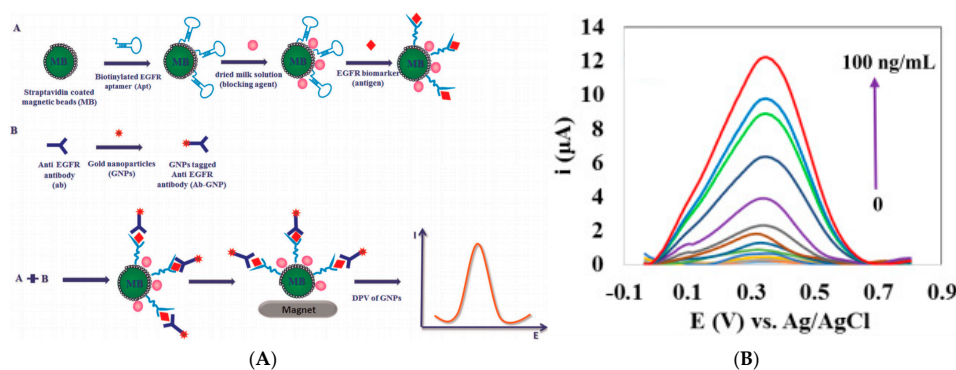 A
MB
Streptavidin coated
magnetic beads (MB)
Biotinylated EGFR
aptamer (Apt)
MB
dried milk solution
(blocking agent)
MB
EGFR biomarker
(antigen)
MB
B
Anti EGFR
antibody
(ab)
Gold nanoparticles
(GNPs)
GNPs tagged
Anti EGFR
antibody (Ab-GNP)
A + B
MB
MB
Magnet
DPV of GNPs
I
E
(A)
i (µA)
14
12
10
8
6
4
2
0
100 ng/mL
0
-0.1
0.1
0.3
0.5
0.7
0.9
E (V) vs. Ag/AgCl
(B)